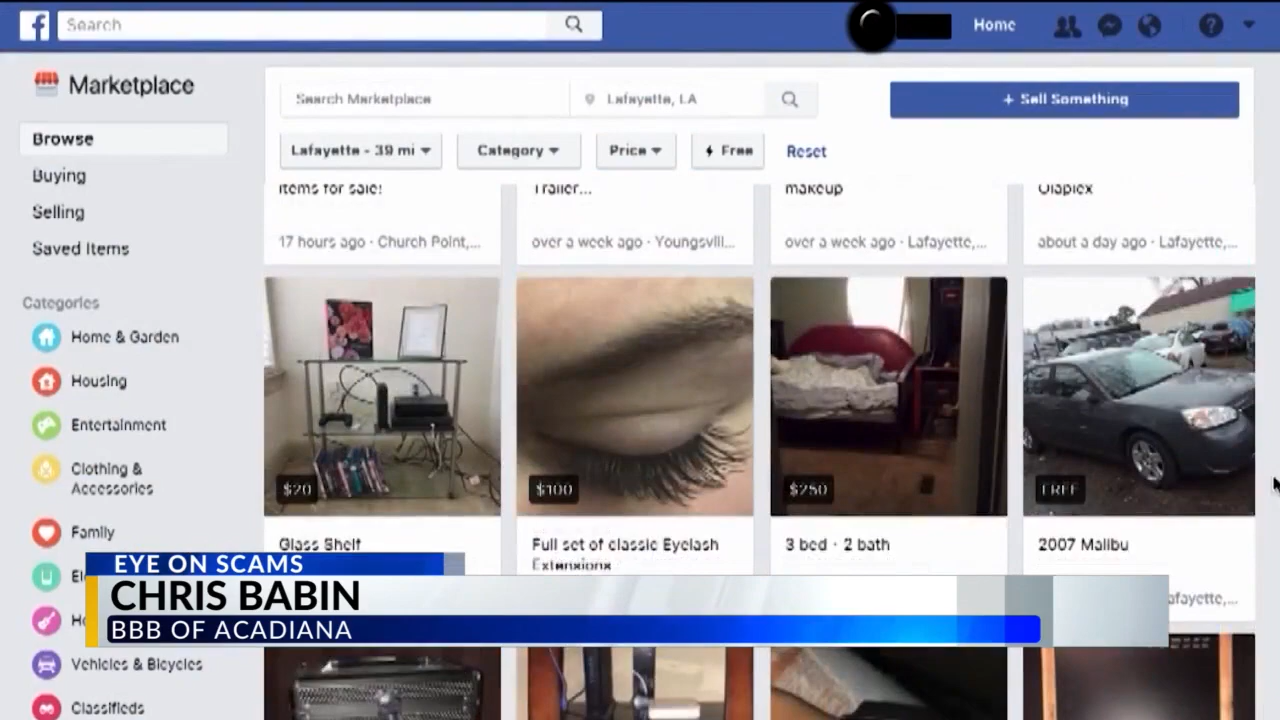 f
Search
Home
Marketplace
Search Marketplace
Lafayette, LA
+ Sell Something
Browse
Lafayette - 39 mi
Category
Price
Free
Reset
Buying
Selling
Saved Items
items for sale!
Trailer...
makeup
Olaplex
17 hours ago · Church Point,...
over a week ago · Youngsvill...
over a week ago · Lafayette,...
about a day ago · Lafayette,...
Categories
Home & Garden
Housing
Entertainment
Clothing &
Accessories
Family
$20
$100
$250
FREE
Glass Shelf
Full set of classic Eyelash
Extensions
3 bed · 2 bath
2007 Malibu
afayette,...
EYE ON SCAMS
CHRIS BABIN
BBB OF ACADIANA
Vehicles & Bicycles
Classifieds